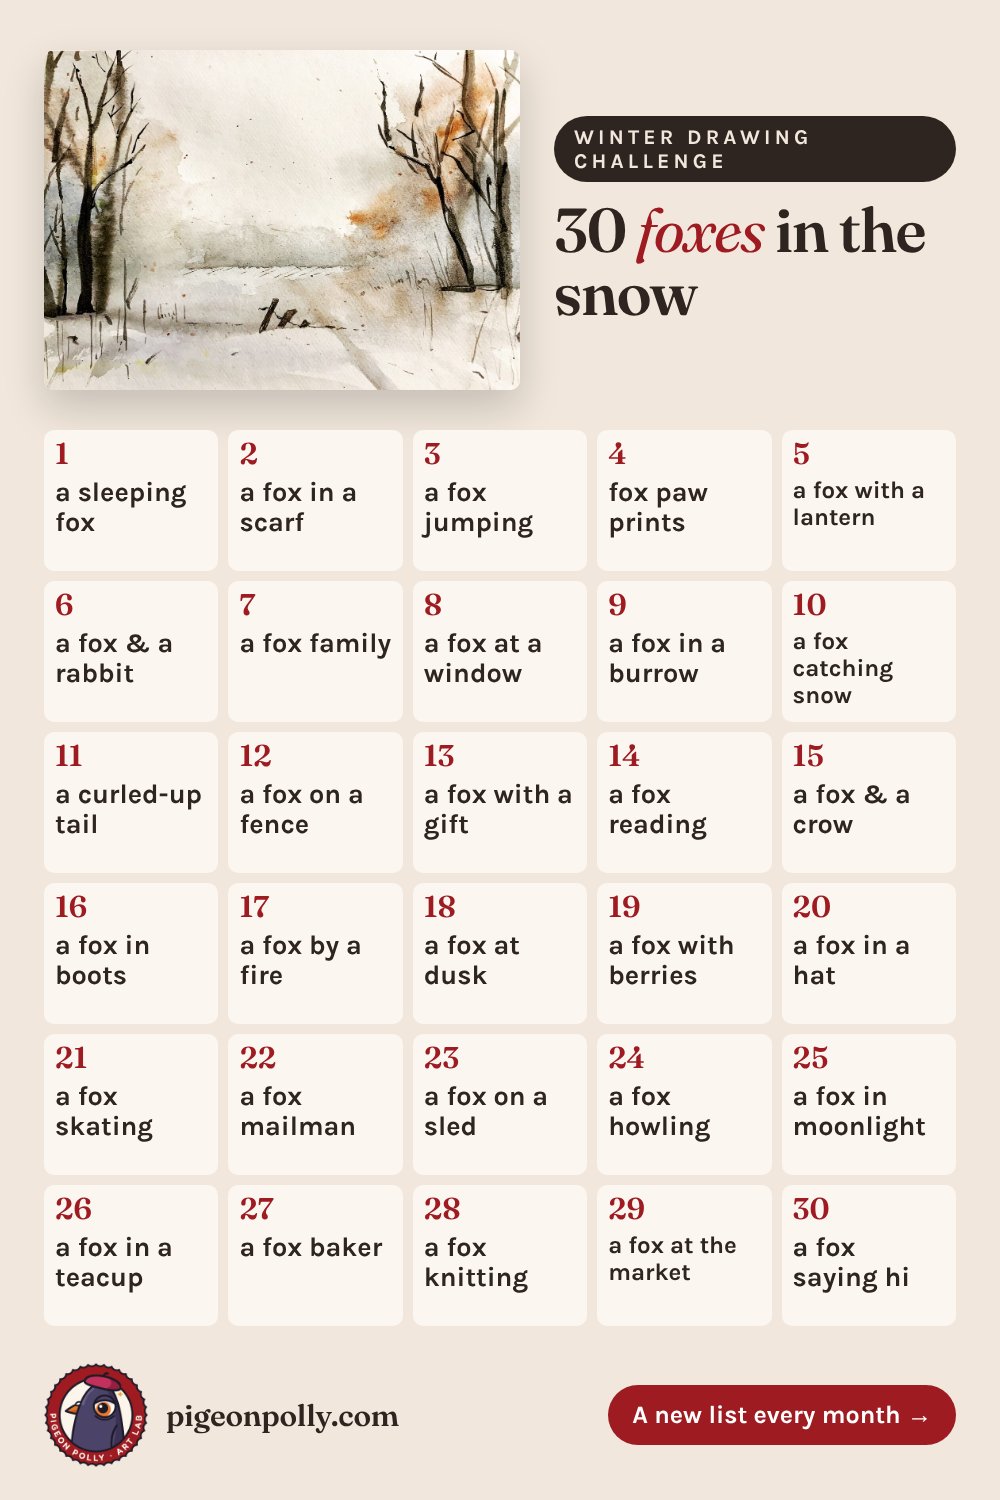 WINTER DRAWING
CHALLENGE
30 foxes in the
snow
1
a sleeping
fox
2
a fox in a
scarf
3
a fox
jumping
4
fox paw
prints
5
a fox with a
lantern
6
a fox & a
rabbit
7
a fox family
8
a fox at a
window
9
a fox in a
burrow
10
a fox
catching
snow
11
a curled-up
tail
12
a fox on a
fence
13
a fox with a
gift
14
a fox
reading
15
a fox & a
crow
16
a fox in
boots
17
a fox by a
fire
18
a fox at
dusk
19
a fox with
berries
20
a fox in a
hat
21
a fox
skating
22
a fox
mailman
23
a fox on a
sled
24
a fox
howling
25
a fox in
moonlight
26
a fox in a
teacup
27
a fox baker
28
a fox
knitting
29
a fox at the
market
30
a fox
saying hi
PIGEON POLLY · ART LAB
pigeonpolly.com
A new list every month →